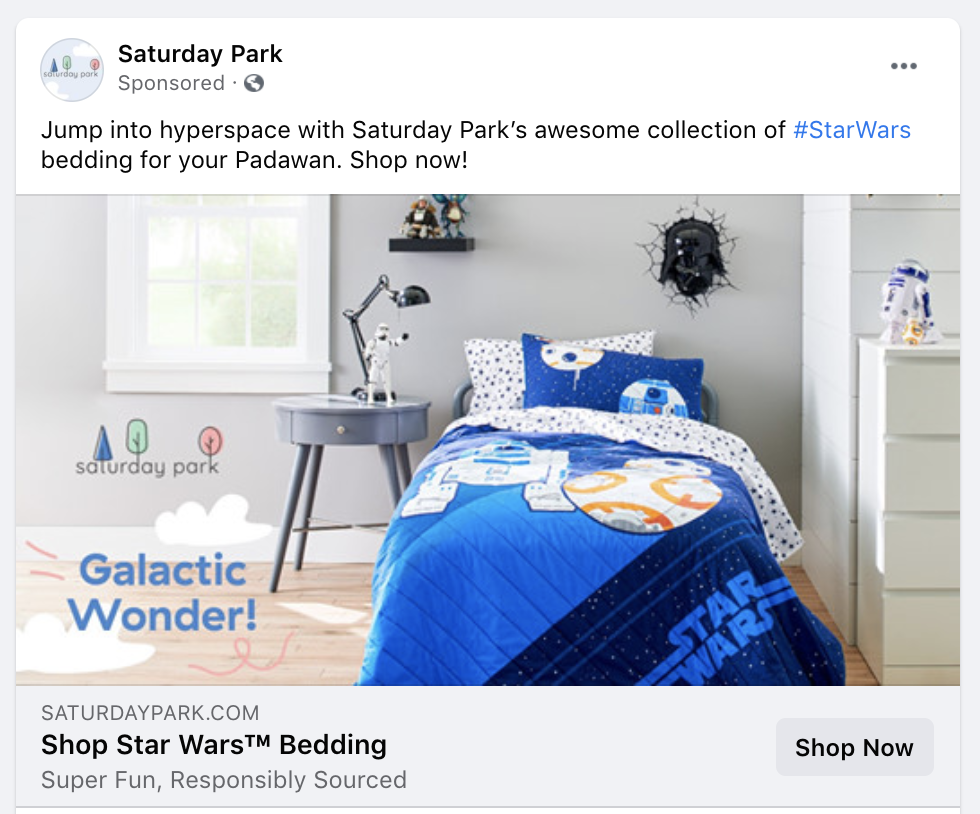 saturday park
Saturday Park
Sponsored ·
Jump into hyperspace with Saturday Park’s awesome collection of #StarWars
bedding for your Padawan. Shop now!
saturday park
Galactic
Wonder!
STAR
WARS
SATURDAYPARK.COM
Shop Star Wars™ Bedding
Super Fun, Responsibly Sourced
Shop Now